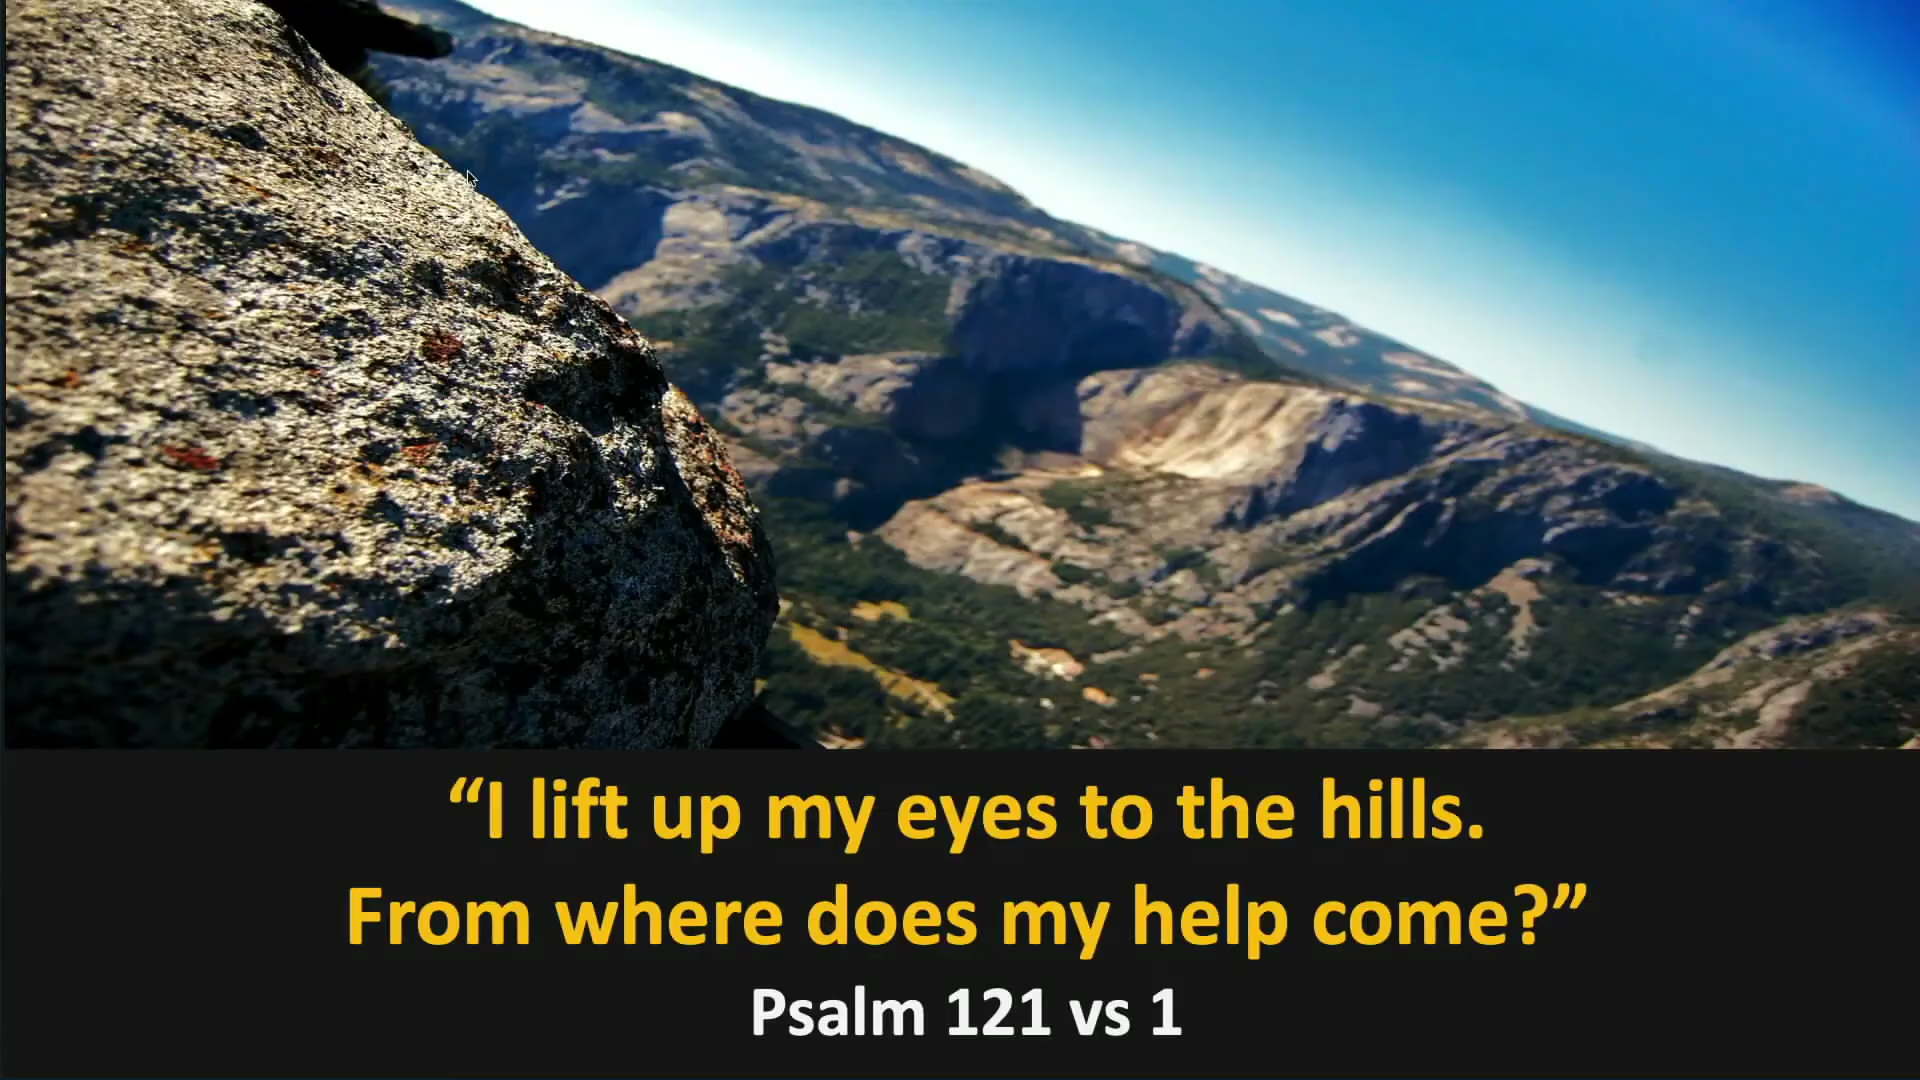 “I lift up my eyes to the hills.
From where does my help come?”
Psalm 121 vs 1